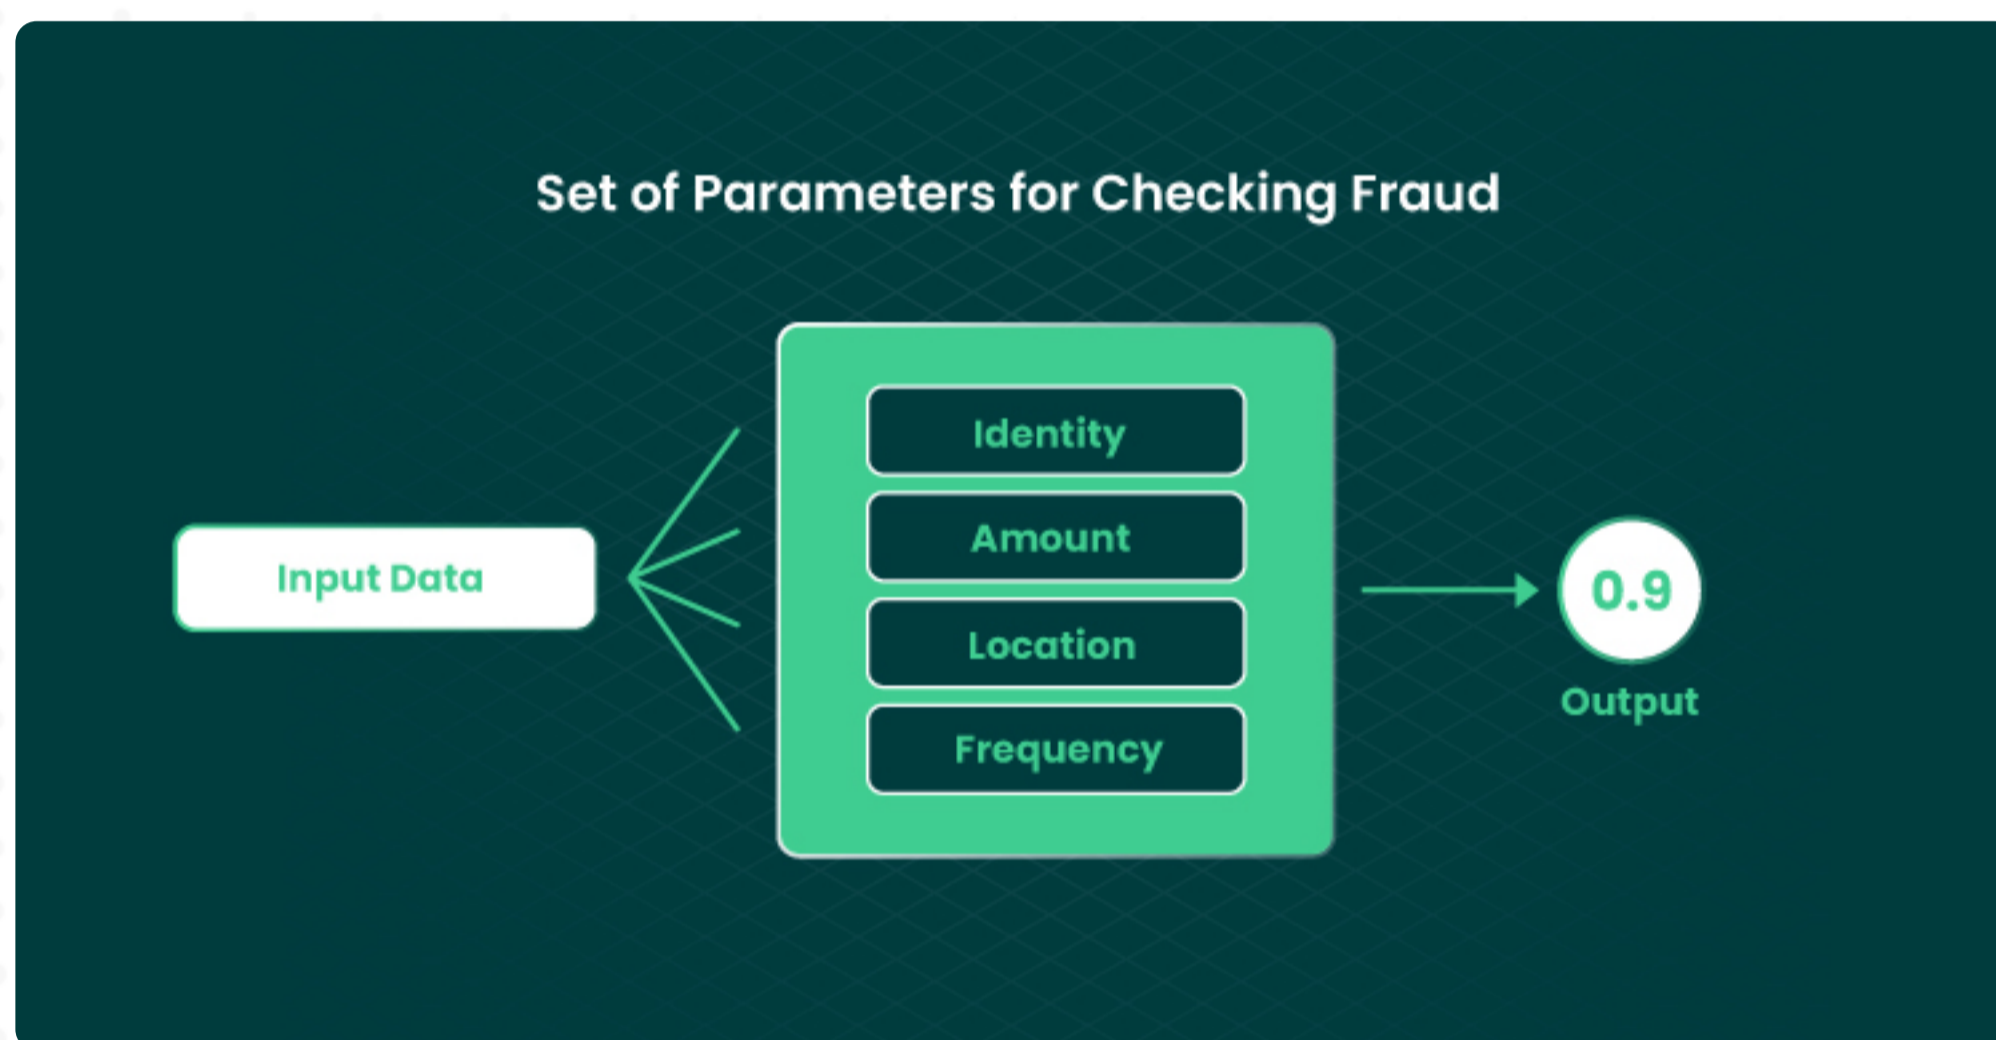 Set of Parameters for Checking Fraud
Input Data
Identity
Amount
Location
Frequency
0.9
Output